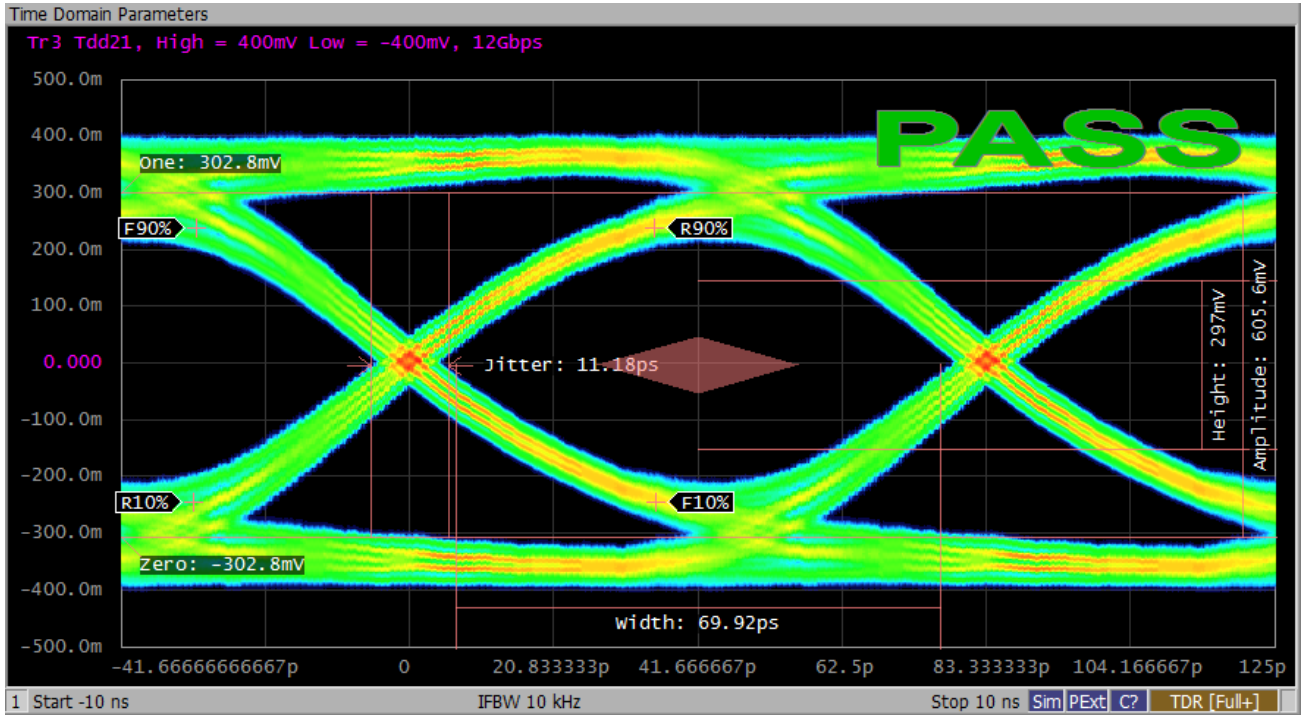 Time Domain Parameters
Tr3 Tdd21, High = 400mV Low = -400mV, 12Gbps
500.0m
400.0m
PASS
One: 302.8mV
300.0m
F90%
R90%
200.0m
100.0m
0.000
Jitter: 11.18ps
Height: 297mV
Amplitude: 605.6mV
-100.0m
-200.0m
R10%
F10%
-300.0m
Zero: -302.8mV
-400.0m
Width: 69.92ps
-500.0m
-41.66666666667p 0 20.833333p 41.666667p 62.5p 83.333333p 104.166667p 125p
1 Start -10 ns IFBW 10 kHz Stop 10 ns Sim PExt C? TDR [Full+]